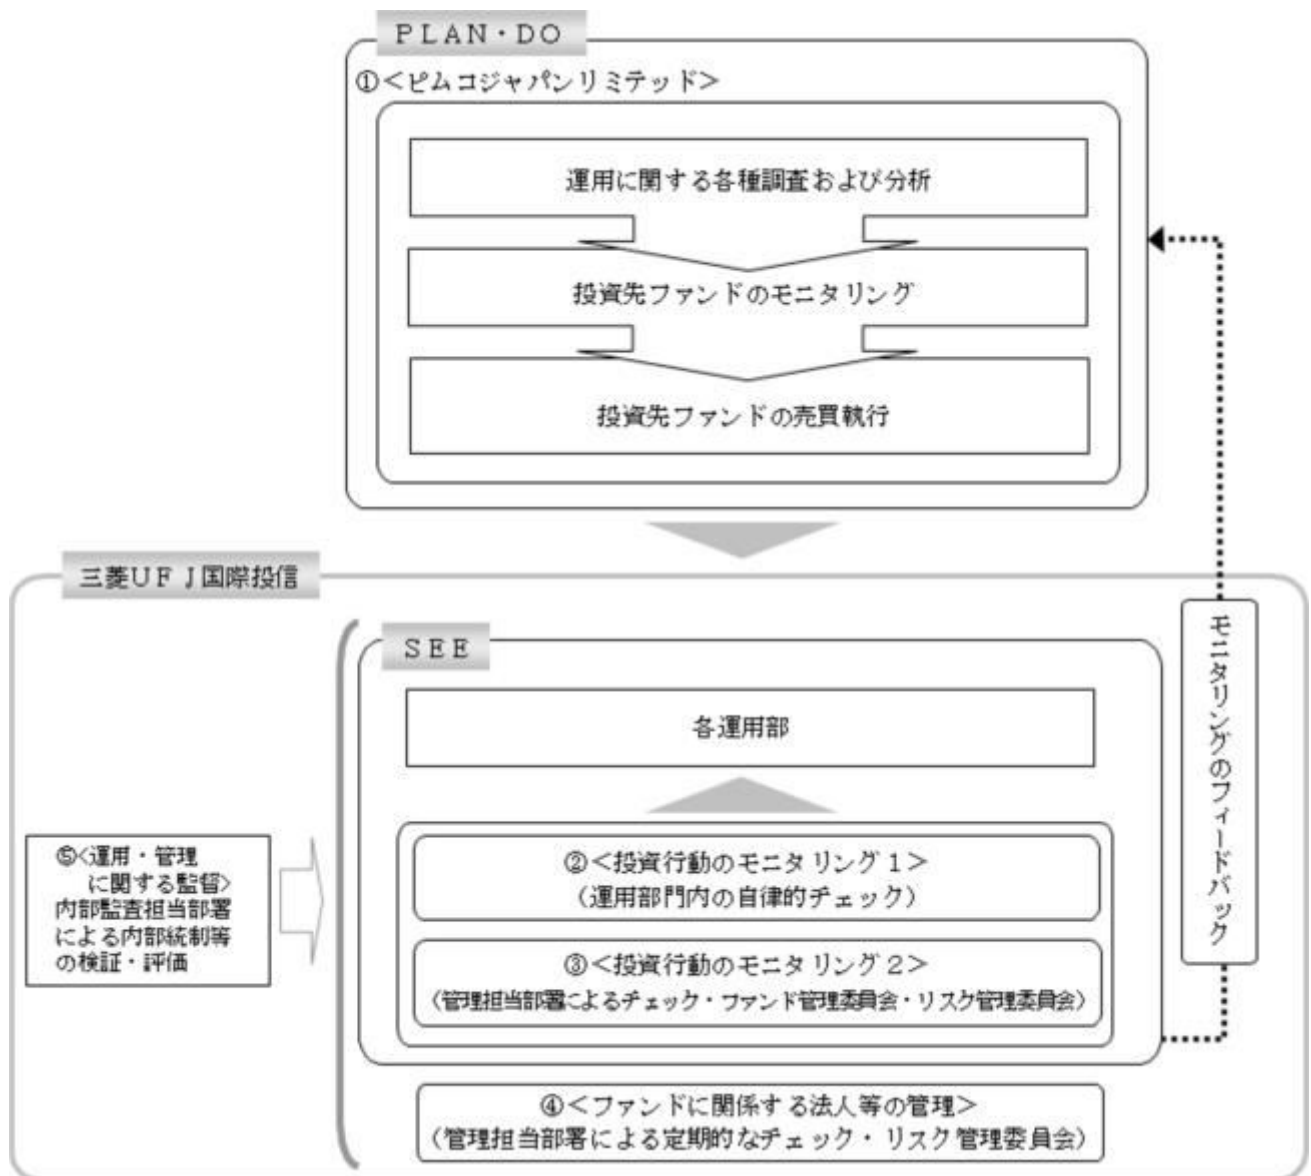 PLAN・DO
①<ピムコジャパンリミテッド>
運用に関する各種調査および分析
投資先ファンドのモニタリング
投資先ファンドの売買執行
三菱UFJ国際投信
SEE
各運用部
②<投資行動のモニタリング1>
(運用部門内の自律的チェック)
③<投資行動のモニタリング2>
(管理担当部署によるチェック・ファンド管理委員会・リスク管理委員会)
④<ファンドに関係する法人等の管理>
(管理担当部署による定期的なチェック・リスク管理委員会)
⑤<運用・管理
に関する監督>
内部監査担当部署
による内部統制等
の検証・評価
モニタリングのフィードバック